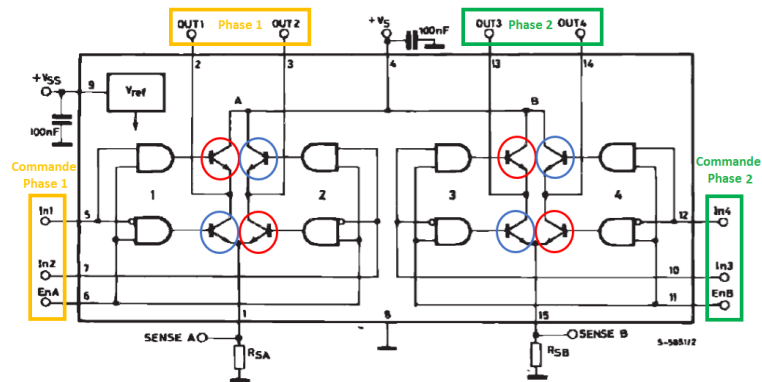 OUT1 Phase 1 OUT2
+VS
100nF
OUT3 Phase 2 OUT4
2
3
4
13
14
+VSS
9
Vref
100nF
A
B
Commande
Phase 1
Commande
Phase 2
1
2
3
4
In1
5
12
In4
In2
7
10
In3
EnA
6
11
EnB
1
8
15
SENSE A
RSA
SENSE B
RSB
S-5851/2